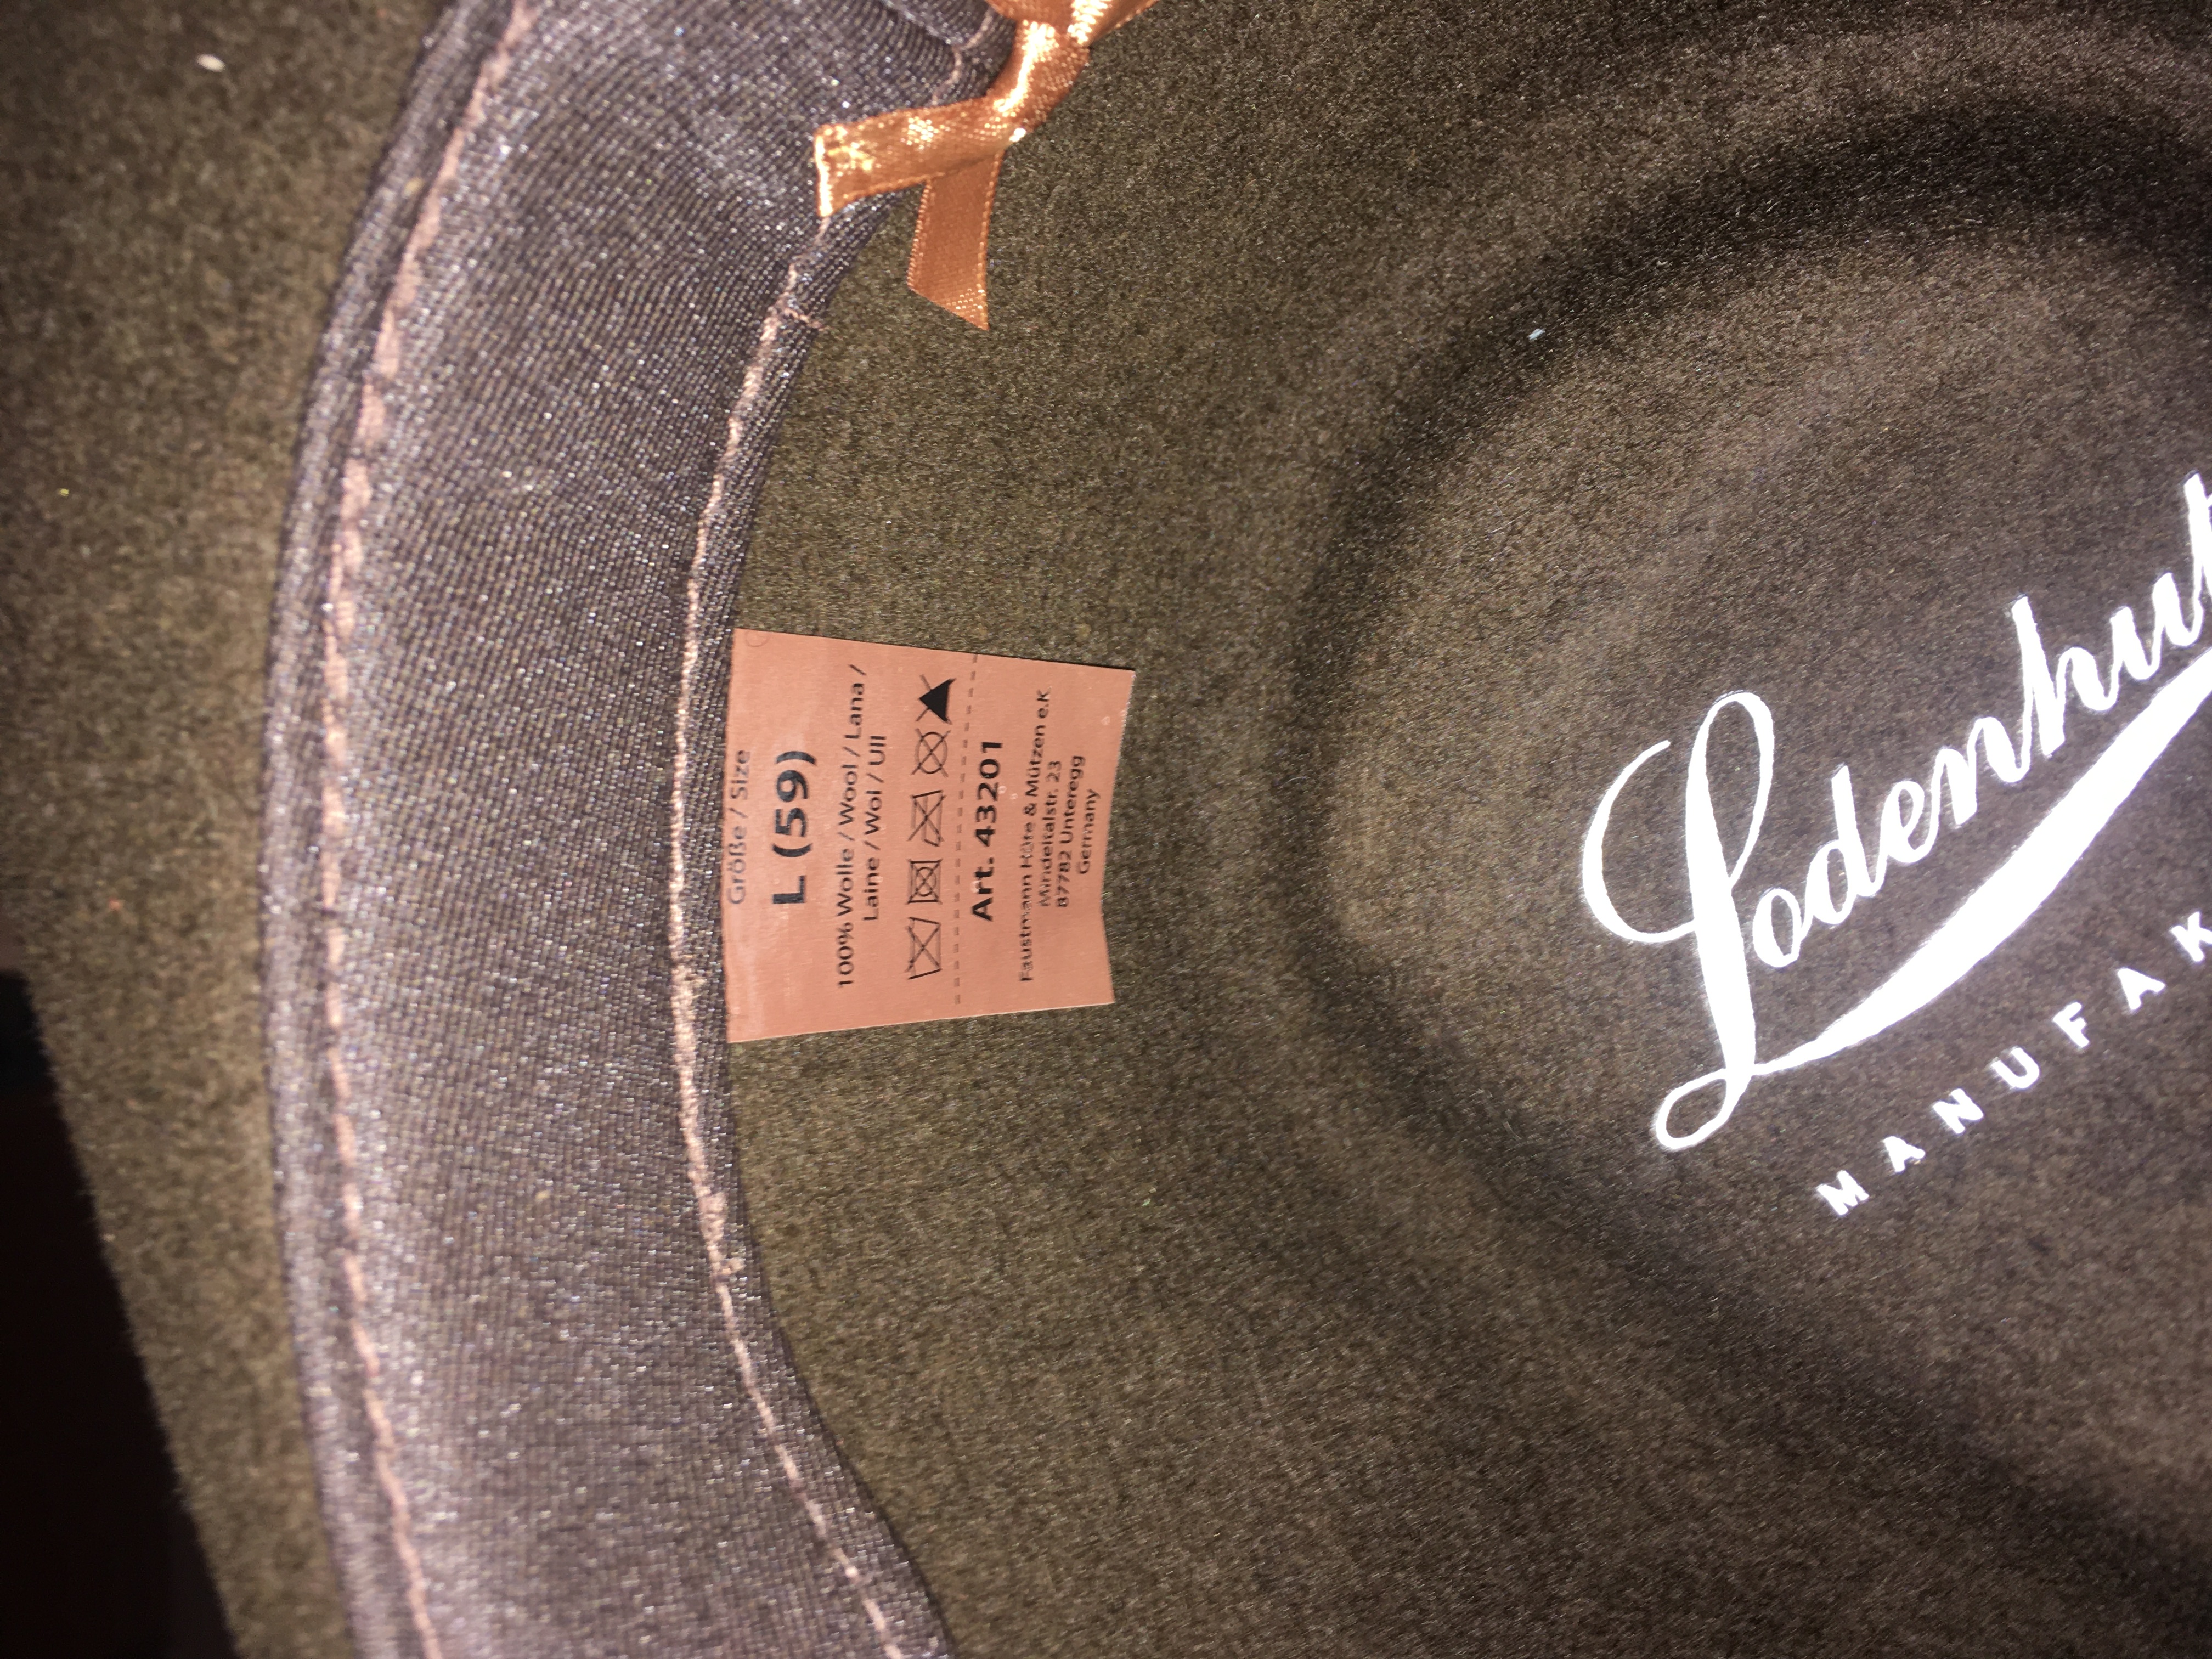 Größe / Size
L (59)
100% Wolle / Wool / Lana /
Laine / Wol / Ull
Art. 43201
Faustmann Hüte & Mützen e.K
Mindeltalstr. 23
87782 Unteregg
Germany
Lodenhut
MANUFAK